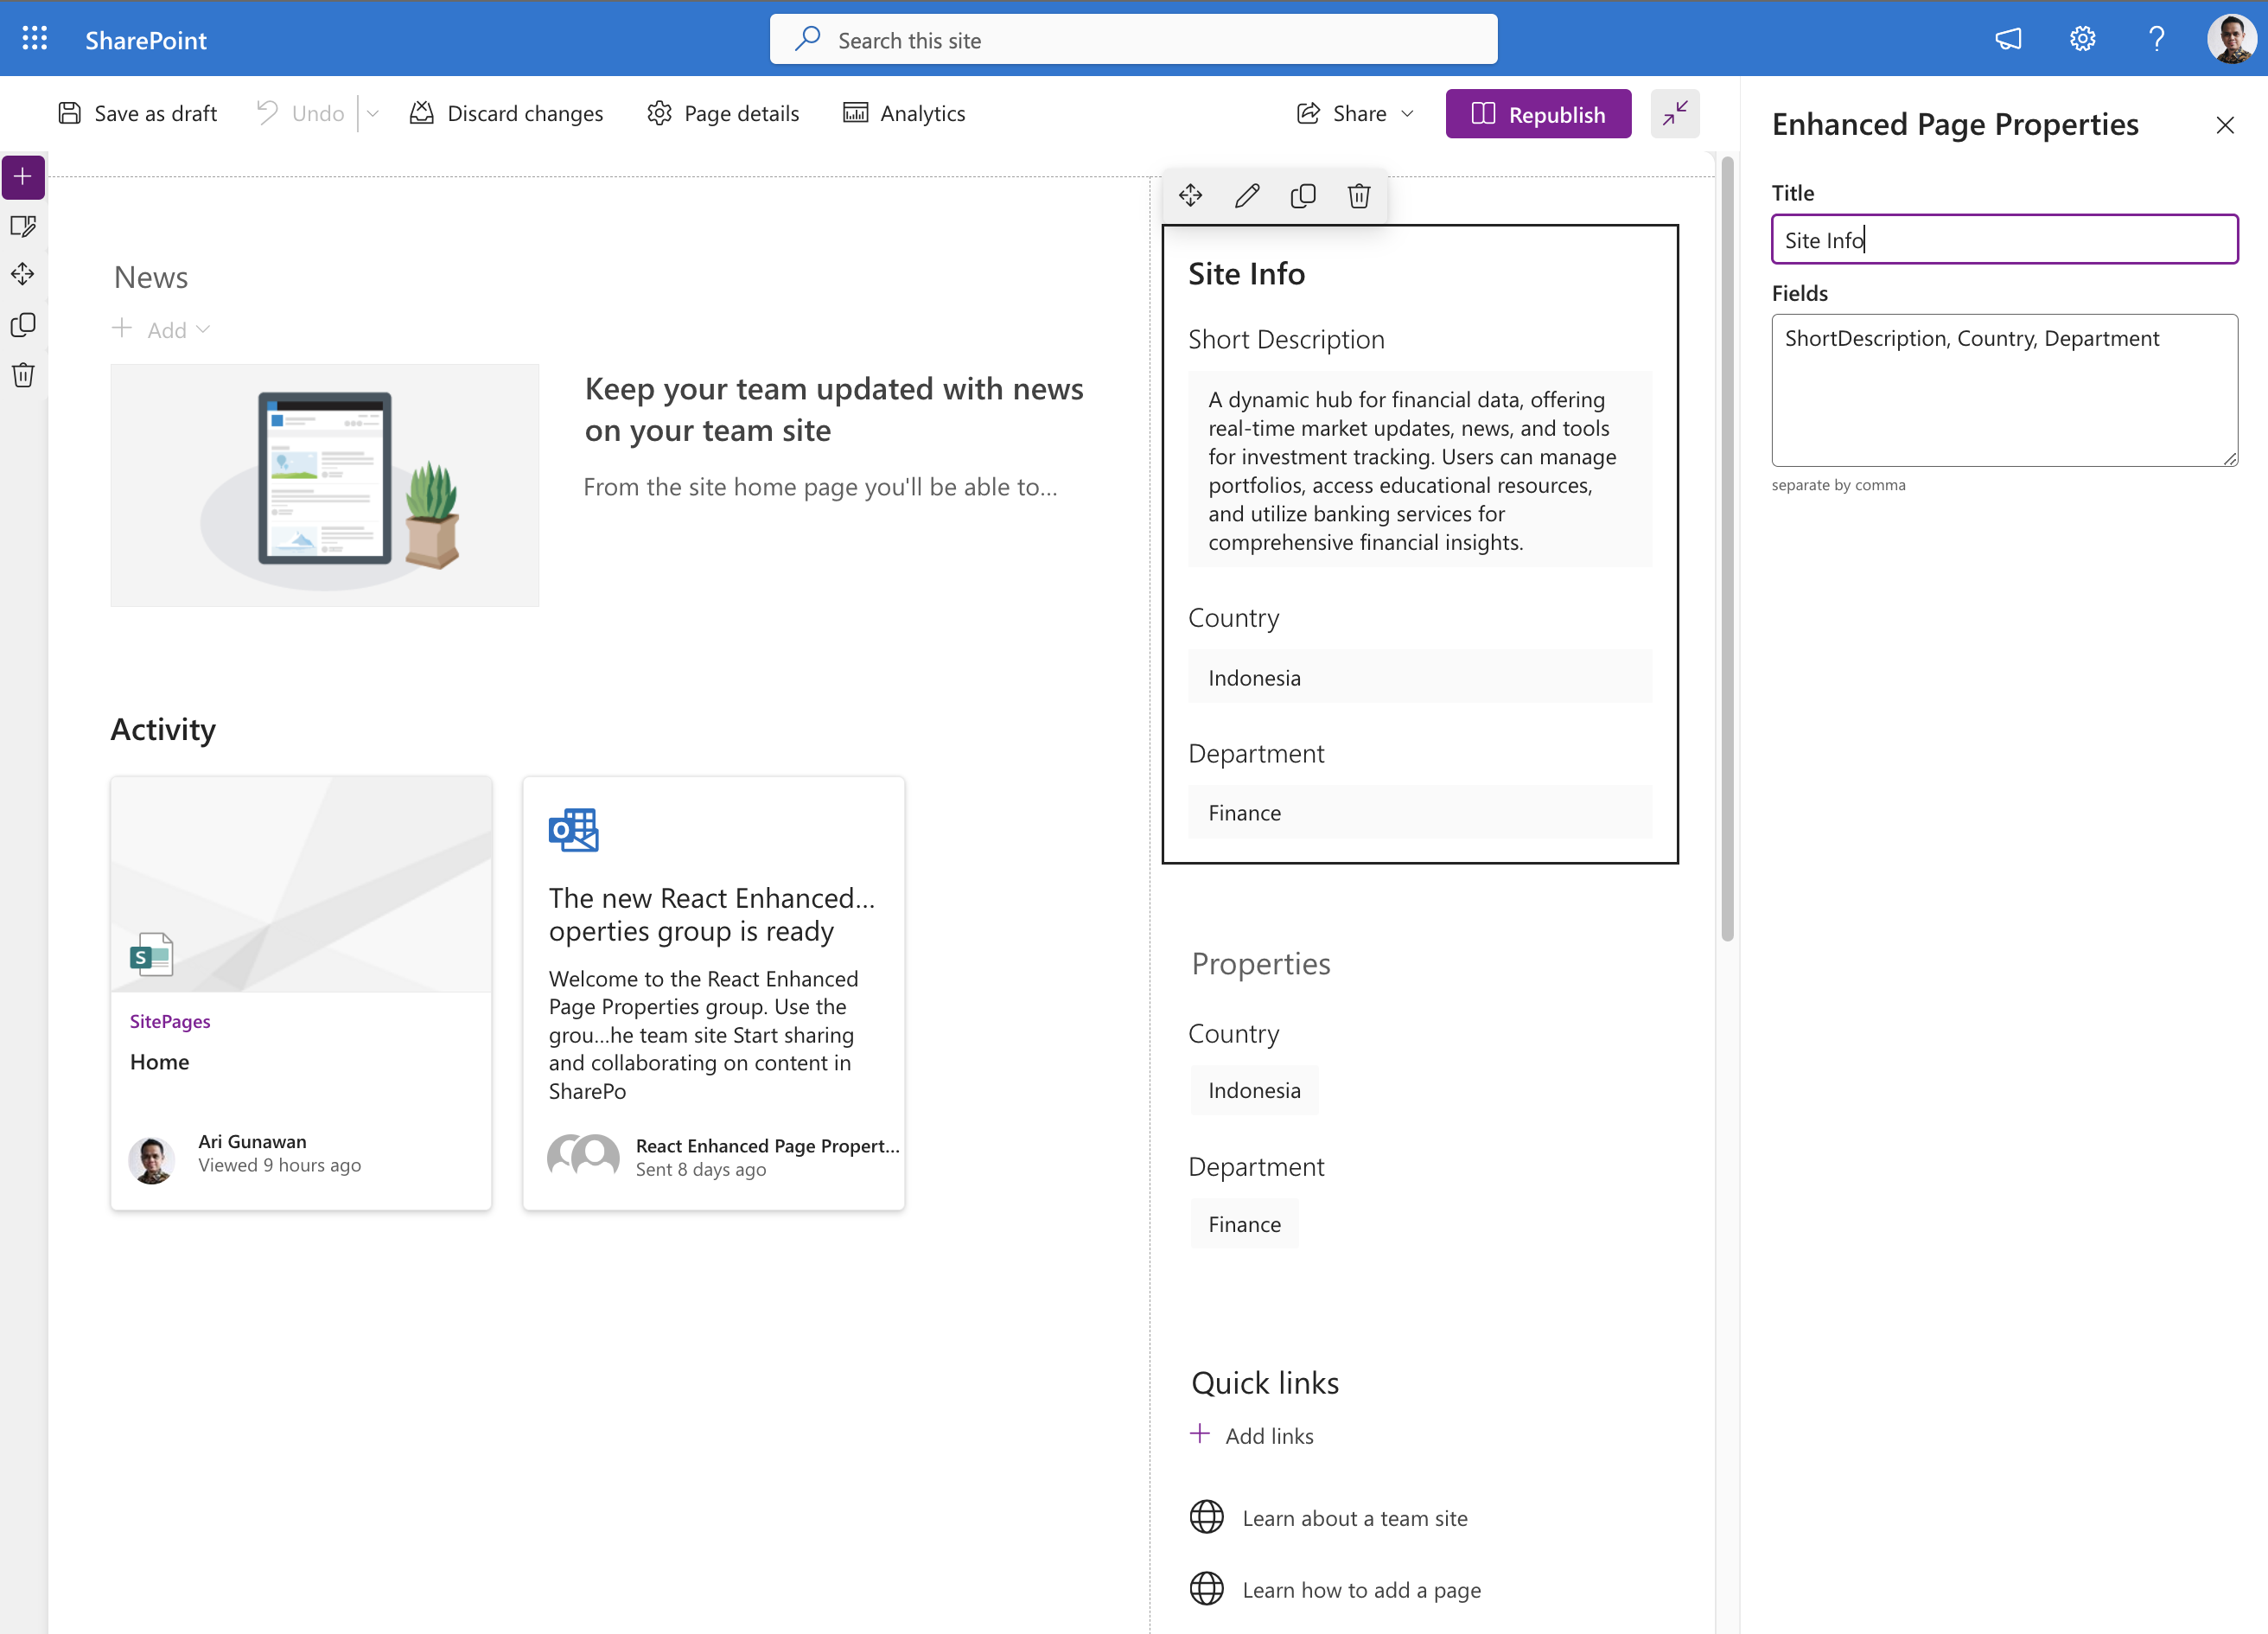 SharePoint
Search this site
Save as draft
Undo
Discard changes
Page details
Analytics
Share
Republish
News
Add
Keep your team updated with news
on your team site
From the site home page you'll be able to...
Activity
SitePages
Home
Ari Gunawan
Viewed 9 hours ago
The new React Enhanced...
operties group is ready
Welcome to the React Enhanced
Page Properties group. Use the
grou...he team site Start sharing
and collaborating on content in
SharePo
React Enhanced Page Propert...
Sent 8 days ago
Site Info
Short Description
A dynamic hub for financial data, offering
real-time market updates, news, and tools
for investment tracking. Users can manage
portfolios, access educational resources,
and utilize banking services for
comprehensive financial insights.
Country
Indonesia
Department
Finance
Properties
Country
Indonesia
Department
Finance
Quick links
Add links
Learn about a team site
Learn how to add a page
Enhanced Page Properties
Title
Site Info
Fields
ShortDescription, Country, Department
separate by comma